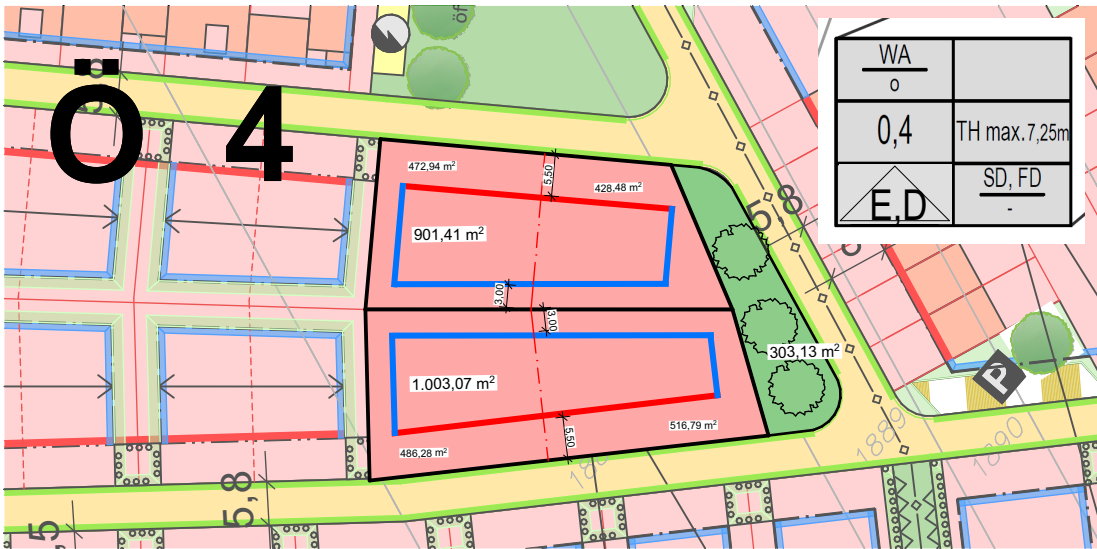 öf
Ö 4
WA
o
0,4
TH max.7,25m
E,D
SD, FD
-
472,94 m²
5,50
428,48 m²
5,8
901,41 m²
3,00
3,00
303,13 m²
1.003,07 m²
P
5,50
516,79 m²
486,28 m²
1889
1890
5,8
5